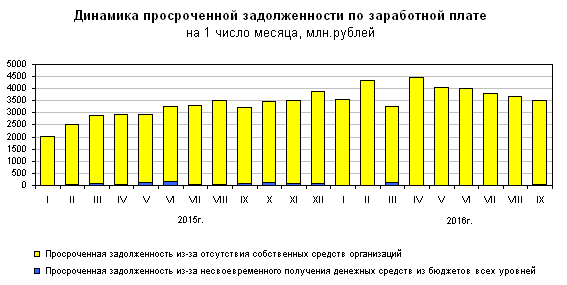 Динамика просроченной задолженности по заработной плате
на 1 число месяца, млн.рублей
5000
4500
4000
3500
3000
2500
2000
1500
1000
500
0
I II III IV V VI VII VIII IX X XI XII I II III IV V VI VII VIII IX
2015г. 2016г.
Просроченная задолженность из-за отсутствия собственных средств организаций
Просроченная задолженность из-за несвоевременного получения денежных средств из бюджетов всех уровней